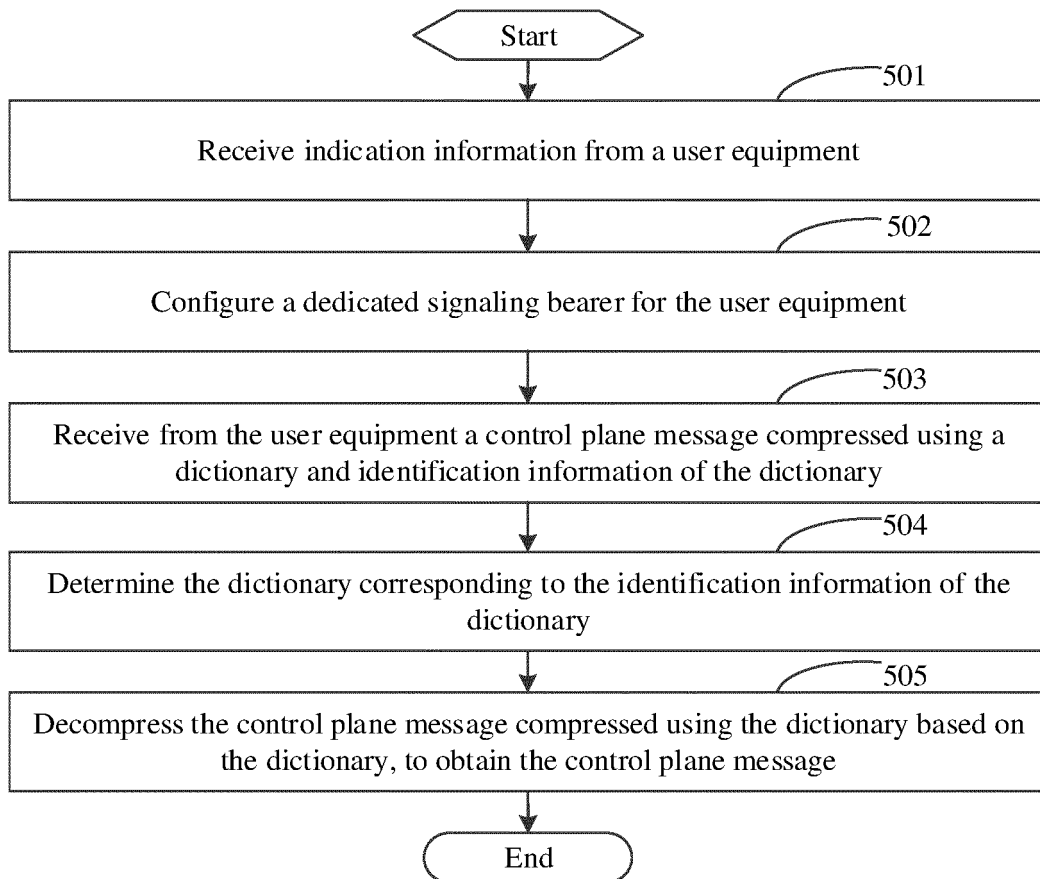 Start
501
Receive indication information from a user equipment
502
Configure a dedicated signaling bearer for the user equipment
503
Receive from the user equipment a control plane message compressed using a
dictionary and identification information of the dictionary
504
Determine the dictionary corresponding to the identification information of the
dictionary
505
Decompress the control plane message compressed using the dictionary based on
the dictionary, to obtain the control plane message
End